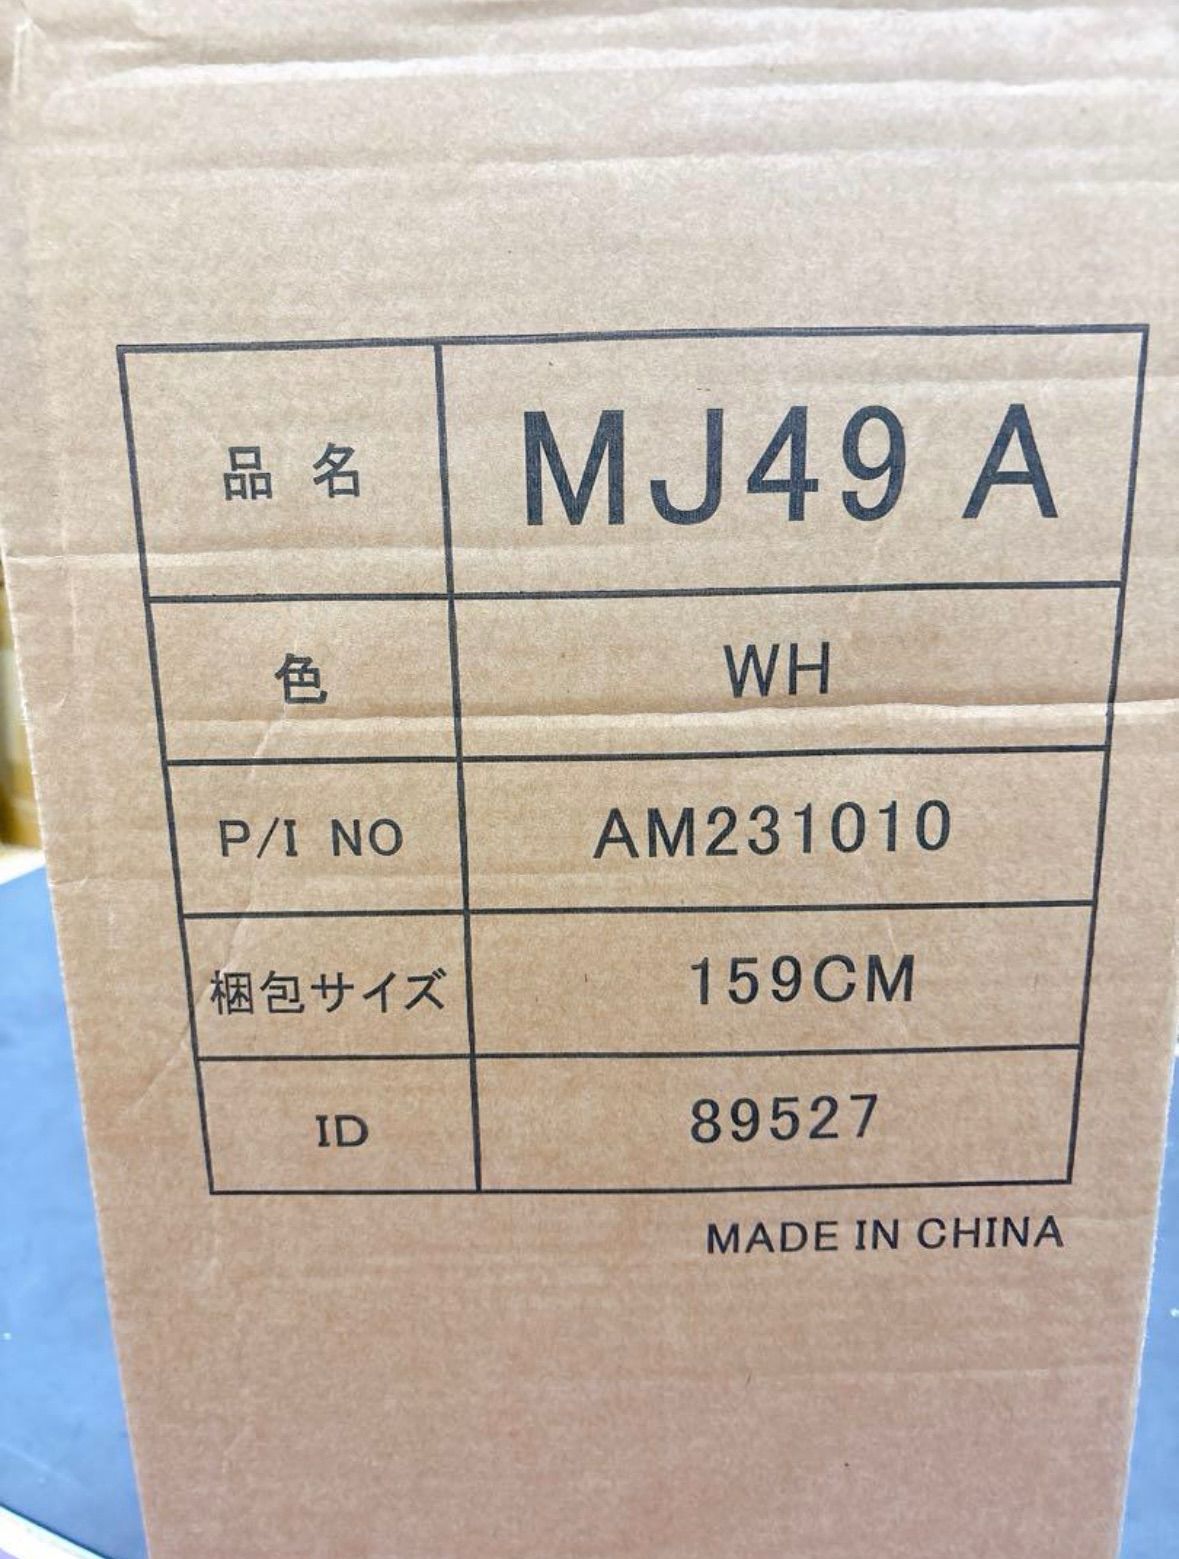 品名 MJ49 A
色 WH
P/I NO AM231010
梱包サイズ 159CM
ID 89527
MADE IN CHINA